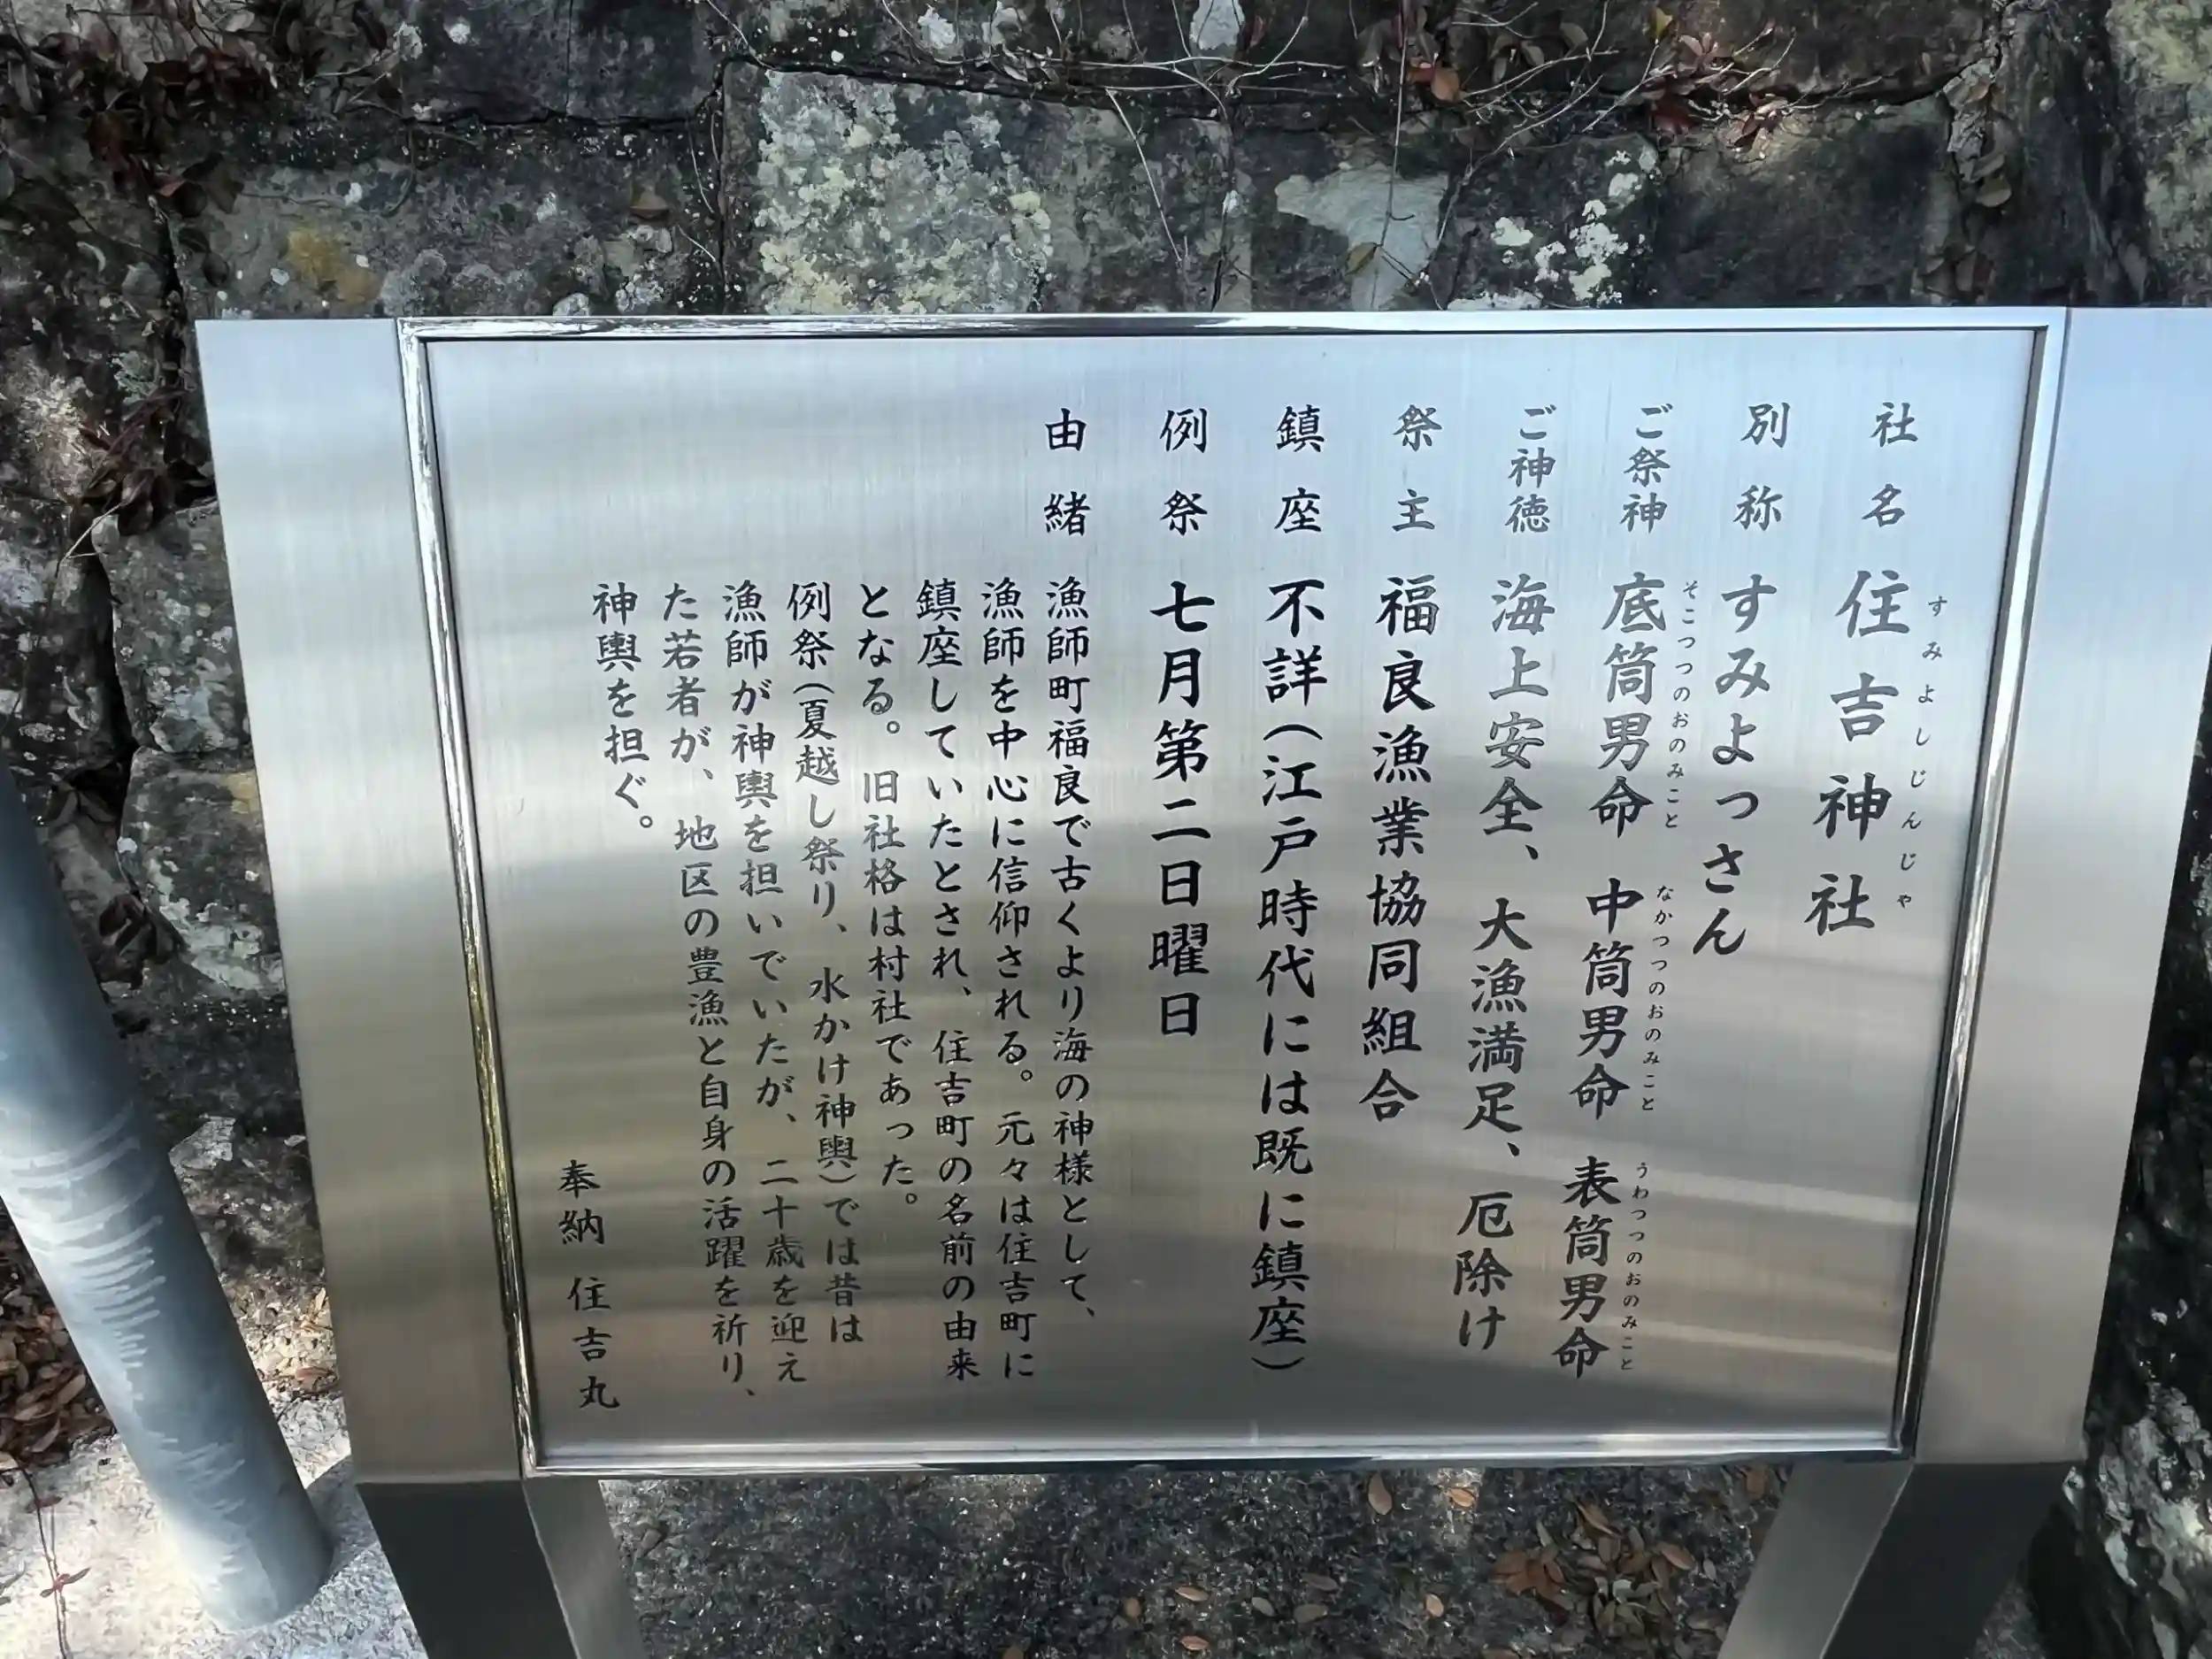 社名 住吉神社
すみよしじんじゃ
別称 すみよっさん
ご祭神 底筒男命 中筒男命 表筒男命
そこつつのおのみこと なかつつのおのみこと うわつつのおのみこと
ご神徳 海上安全、大漁満足、厄除け
祭主 福良漁業協同組合
鎮座 不詳(江戸時代には既に鎮座)
例祭 七月第二日曜日
由緒 漁師町福良で古くより海の神様として、
漁師を中心に信仰される。元々は住吉町に
鎮座していたとされ、住吉町の名前の由来
となる。旧社格は村社であった。
例祭(夏越し祭り、水かけ神輿)では昔は
漁師が神輿を担いでいたが、二十歳を迎え
た若者が、地区の豊漁と自身の活躍を祈り、
神輿を担ぐ。
奉納 住吉丸